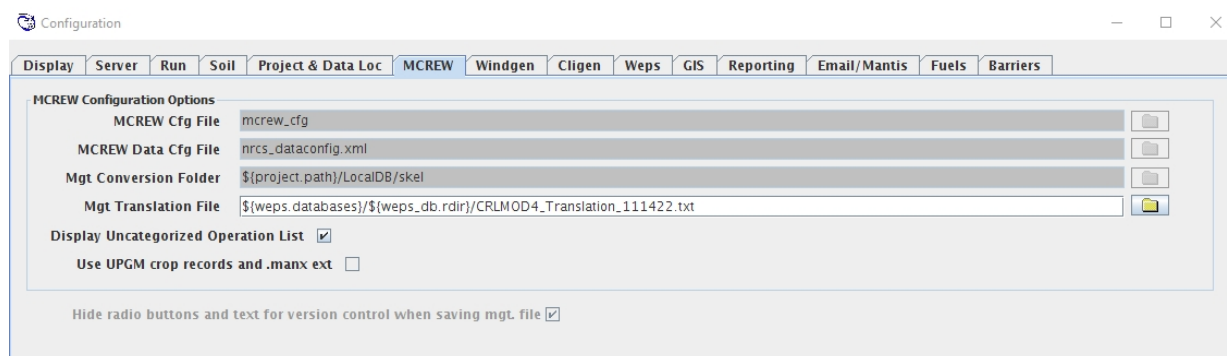 Configuration
Display Server Run Soil Project & Data Loc MCREW Windgen Cligen Weps GIS Reporting Email/Mantis Fuels Barriers
MCREW Configuration Options
MCREW Cfg File mcrew_cfg
MCREW Data Cfg File nrcs_dataconfig.xml
Mgt Conversion Folder ${project.path}/LocalDB/skel
Mgt Translation File ${weps.databases}/${weps_db.rdir}/CRLMOD4_Translation_111422.txt
Display Uncategorized Operation List
Use UPGM crop records and .manx ext
Hide radio buttons and text for version control when saving mgt. file